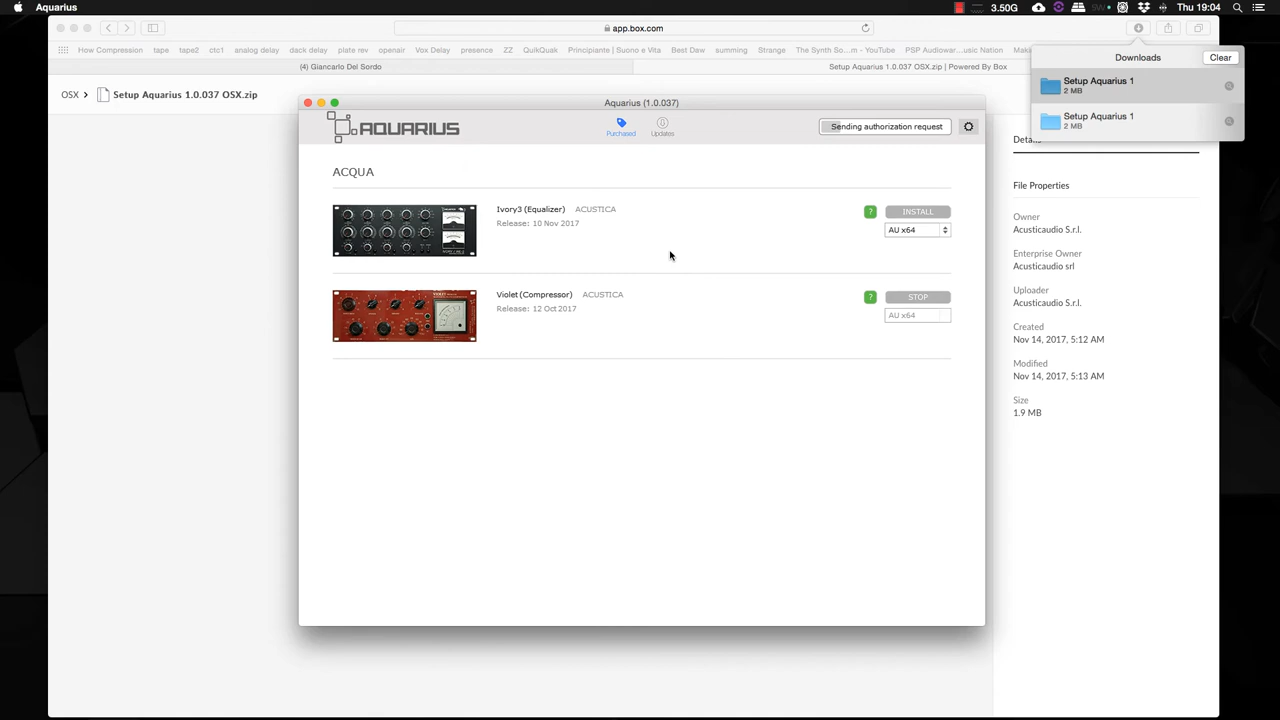 Aquarius
3.50G
SW
Thu 19:04
app.box.com
How Compression
tape
tape2
ctc1
analog delay
dack delay
plate rev
openair
Vox Delay
presence
ZZ
QuikQuak
Principiante | Suono e Vita
Best Daw
summing
Strange
The Synth So...m - YouTube
PSP Audiowar...usic Nation
(4) Giancarlo Del Sordo
Setup Aquarius 1.0.037 OSX.zip | Powered By Box
Downloads
Clear
Setup Aquarius 1
2 MB
Setup Aquarius 1
2 MB
OSX
Setup Aquarius 1.0.037 OSX.zip
Aquarius (1.0.037)
AQUARIUS
Purchased
Updates
Sending authorization request
ACQUA
Ivory3 (Equalizer)
ACUSTICA
Release: 10 Nov 2017
?
INSTALL
AU x64
Violet (Compressor)
ACUSTICA
Release: 12 Oct 2017
?
STOP
AU x64
Details
File Properties
Owner
Acusticaudio S.r.l.
Enterprise Owner
Acusticaudio srl
Uploader
Acusticaudio S.r.l.
Created
Nov 14, 2017, 5:12 AM
Modified
Nov 14, 2017, 5:13 AM
Size
1.9 MB